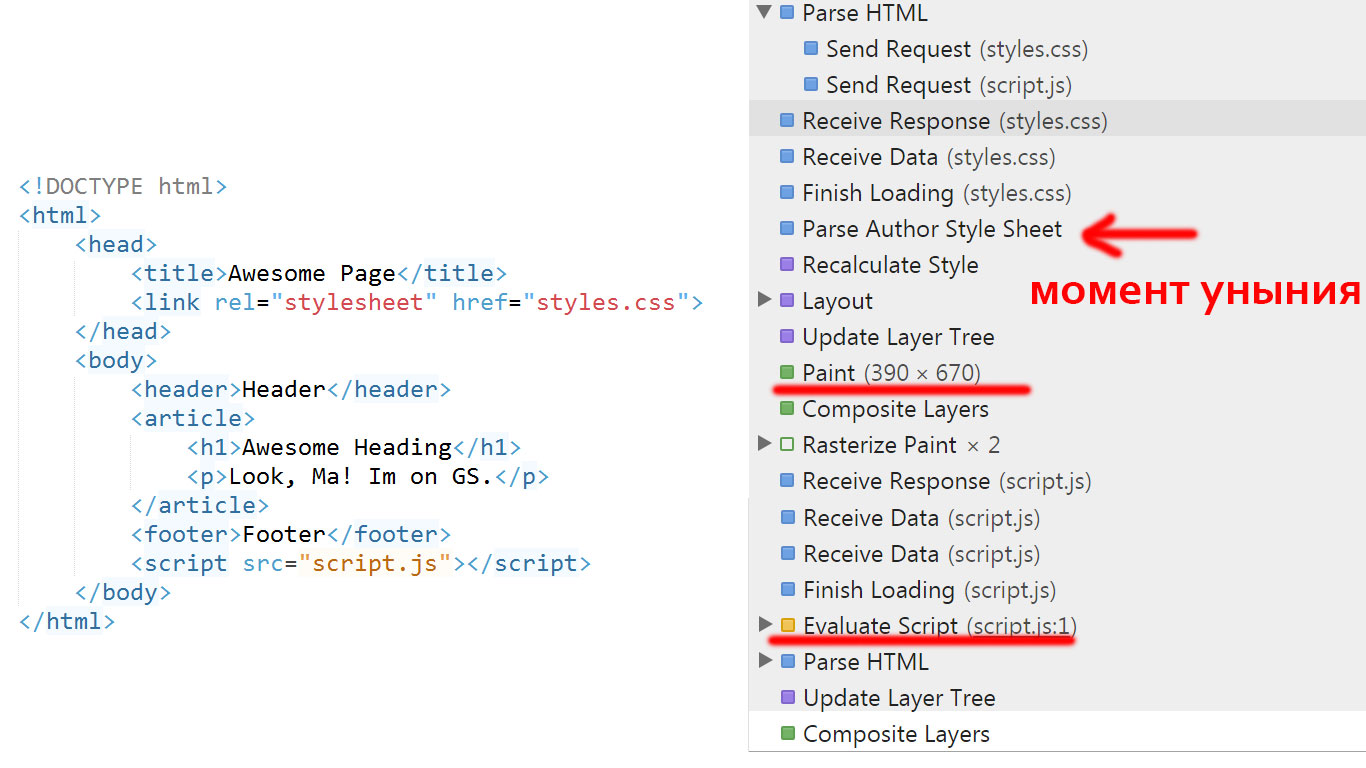 <!DOCTYPE html>
<html>
<head>
<title>Awesome Page</title>
<link rel="stylesheet" href="styles.css">
</head>
<body>
<header>Header</header>
<article>
<h1>Awesome Heading</h1>
<p>Look, Ma! Im on GS.</p>
</article>
<footer>Footer</footer>
<script src="script.js"></script>
</body>
</html>
Parse HTML
Send Request (styles.css)
Send Request (script.js)
Receive Response (styles.css)
Receive Data (styles.css)
Finish Loading (styles.css)
Parse Author Style Sheet
Recalculate Style
момент уныния
Layout
Update Layer Tree
Paint (390 × 670)
Composite Layers
Rasterize Paint × 2
Receive Response (script.js)
Receive Data (script.js)
Receive Data (script.js)
Finish Loading (script.js)
Evaluate Script (script.js:1)
Parse HTML
Update Layer Tree
Composite Layers